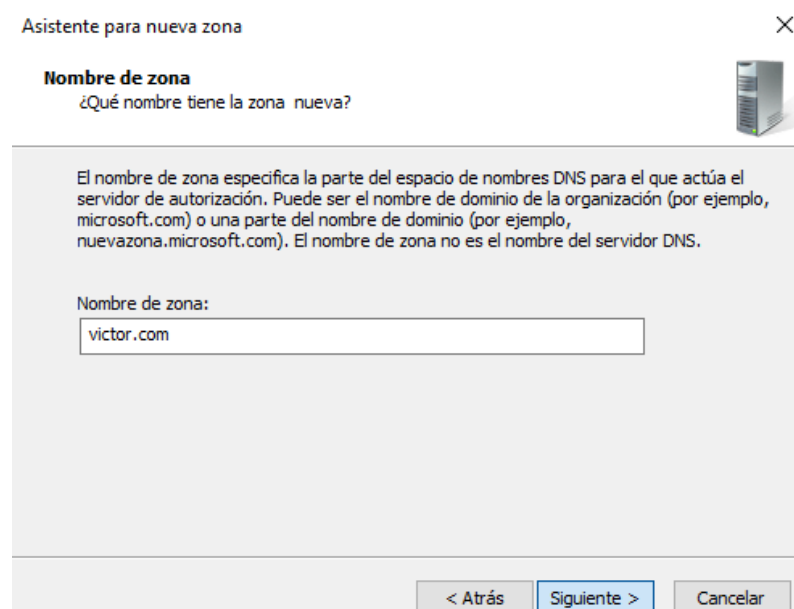 Asistente para nueva zona
Nombre de zona
¿Qué nombre tiene la zona nueva?
El nombre de zona especifica la parte del espacio de nombres DNS para el que actúa el
servidor de autorización. Puede ser el nombre de dominio de la organización (por ejemplo,
microsoft.com) o una parte del nombre de dominio (por ejemplo,
nuevazona.microsoft.com). El nombre de zona no es el nombre del servidor DNS.
Nombre de zona:
victor.com
< Atrás Siguiente > Cancelar